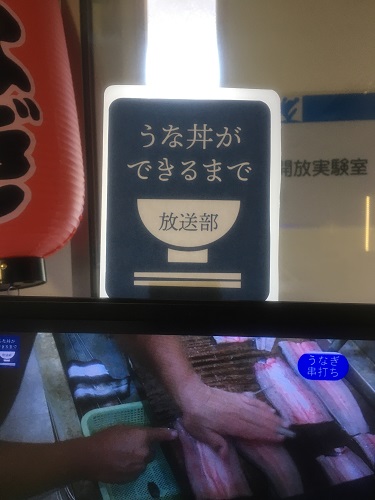 うな丼が
できるまで
放送部
開放実験室
うなぎ
串打ち